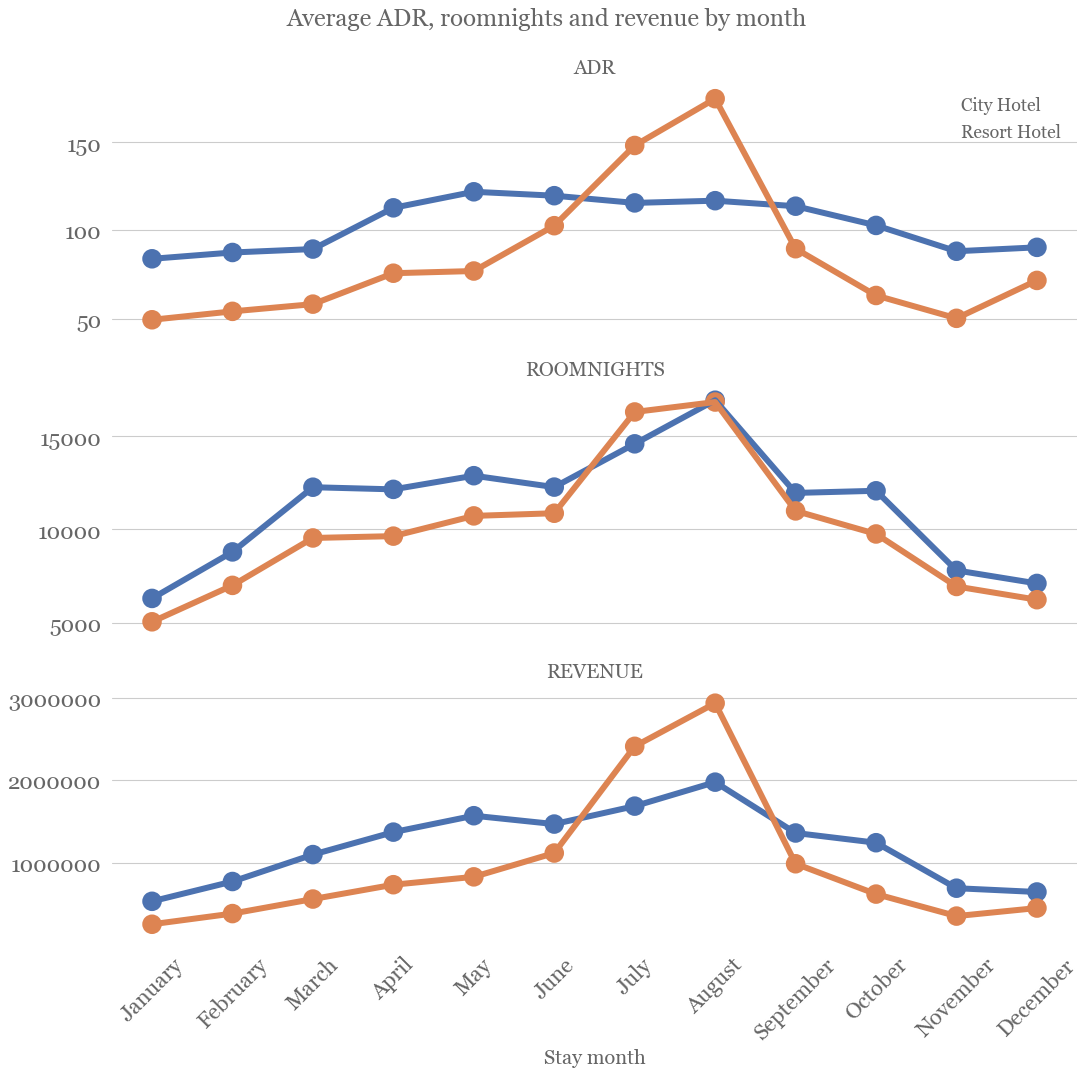 Average ADR, roomnights and revenue by month
ADR
City Hotel
Resort Hotel
150
100
50
ROOMNIGHTS
15000
10000
5000
REVENUE
3000000
2000000
1000000
January
February
March
April
May
June
July
August
September
October
November
December
Stay month